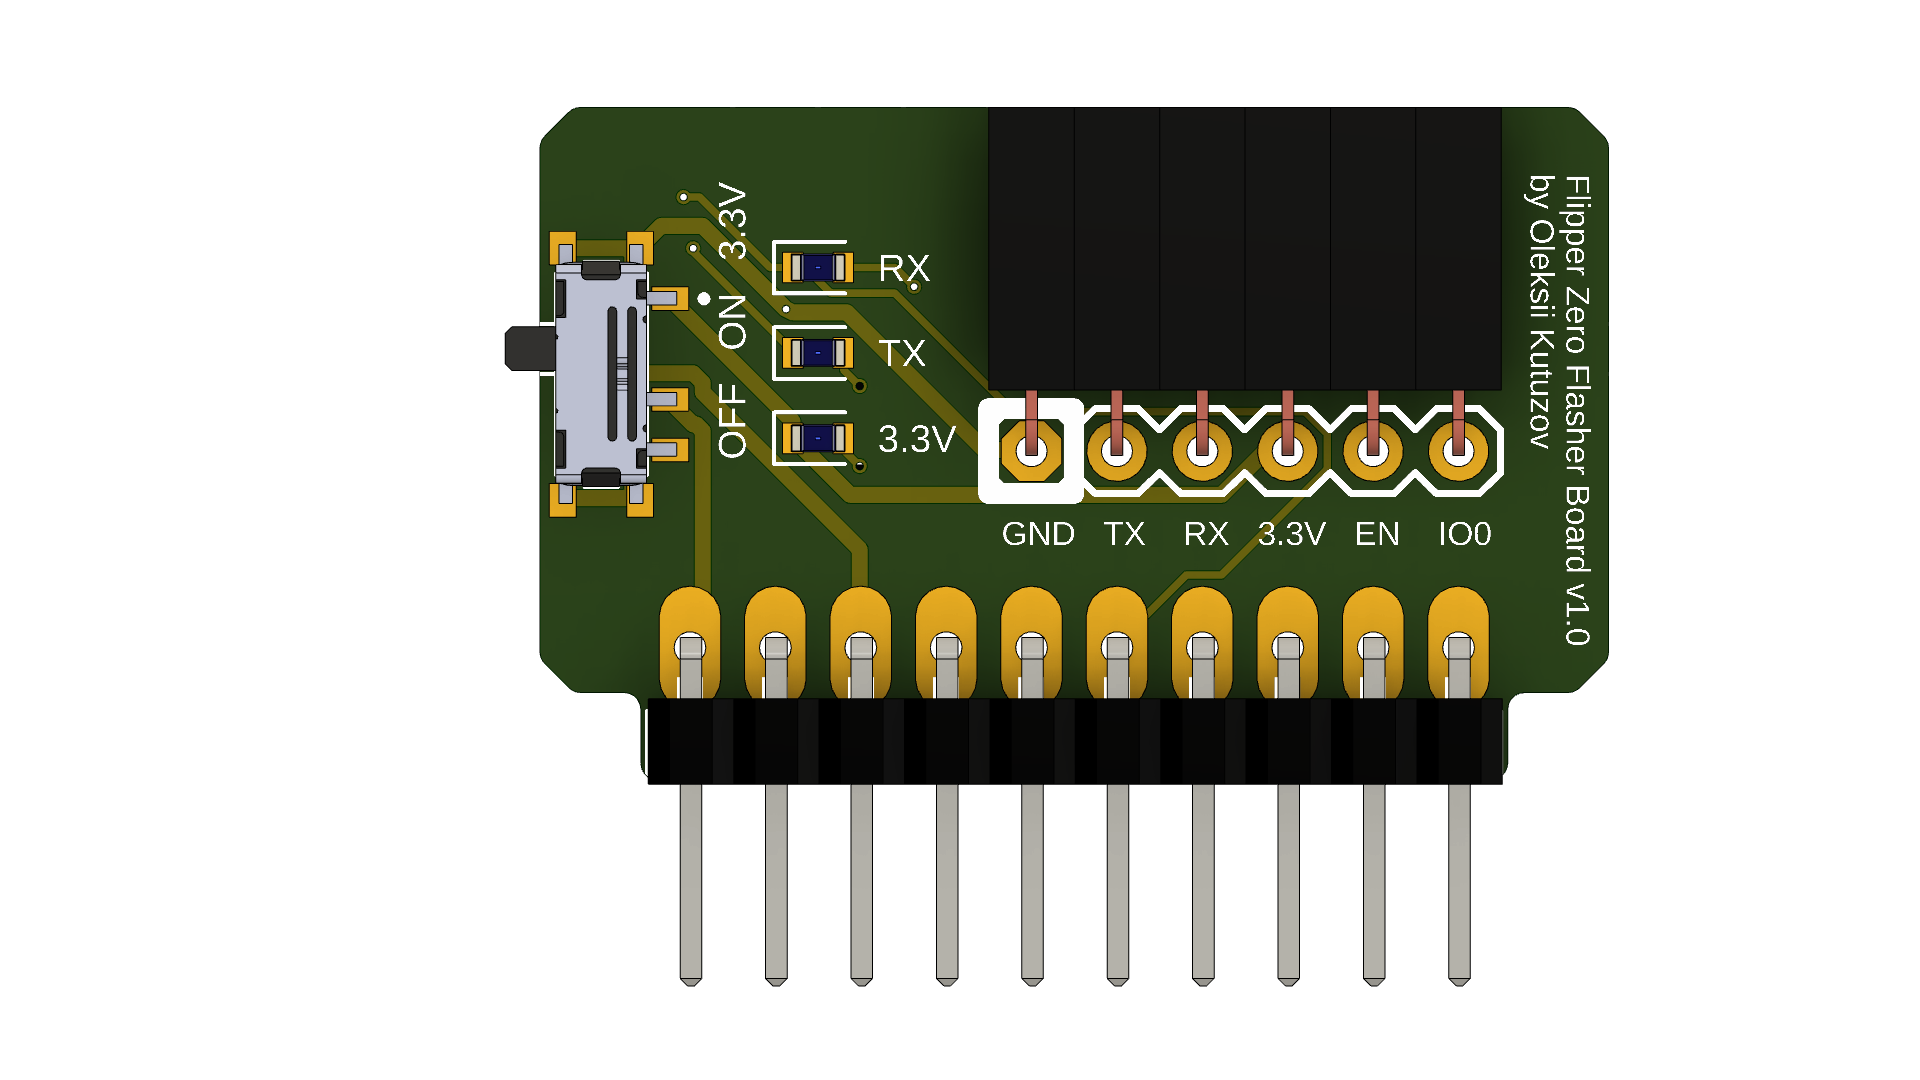 3.3V
ON
OFF
RX
TX
3.3V
GND TX RX 3.3V EN IO0
Flipper Zero Flasher Board v1.0
by Oleksii Kutuzov